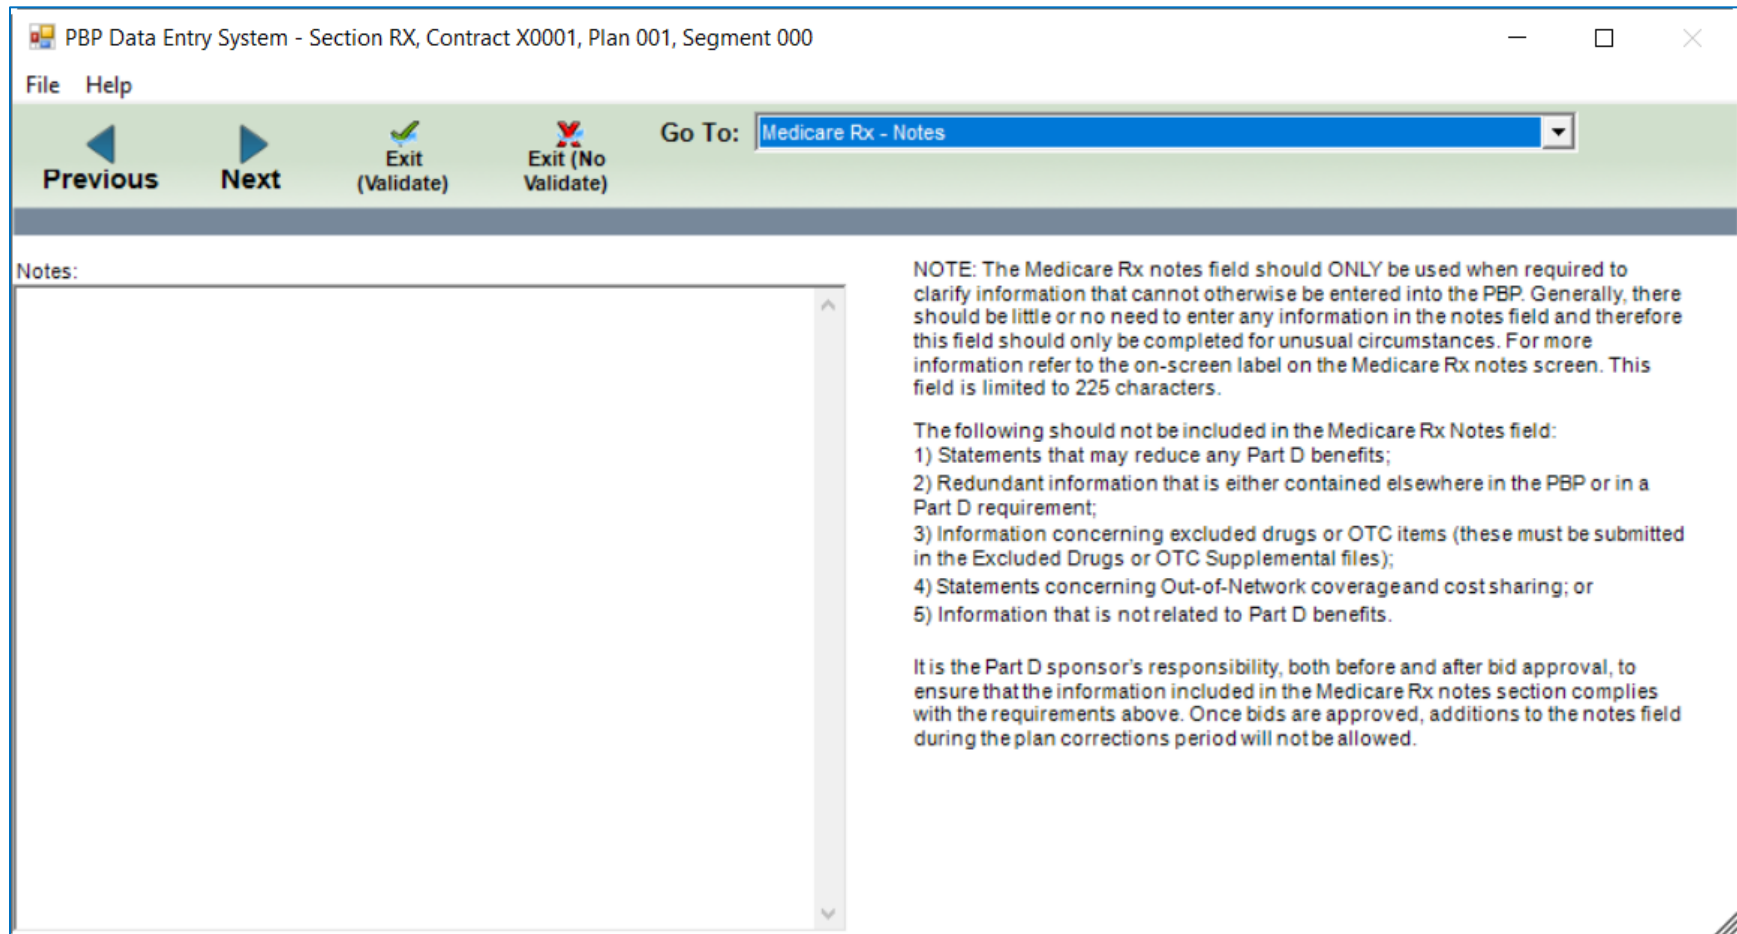 PBP Data Entry System - Section RX, Contract X0001, Plan 001, Segment 000
File Help
Previous
Next
Exit
(Validate)
Exit (No
Validate)
Go To: Medicare Rx - Notes
Notes:
NOTE: The Medicare Rx notes field should ONLY be used when required to
clarify information that cannot otherwise be entered into the PBP. Generally, there
should be little or no need to enter any information in the notes field and therefore
this field should only be completed for unusual circumstances. For more
information refer to the on-screen label on the Medicare Rx notes screen. This
field is limited to 225 characters.
The following should not be included in the Medicare Rx Notes field:
1) Statements that may reduce any Part D benefits;
2) Redundant information that is either contained elsewhere in the PBP or in a
Part D requirement;
3) Information concerning excluded drugs or OTC items (these must be submitted
in the Excluded Drugs or OTC Supplemental files);
4) Statements concerning Out-of-Network coverage and cost sharing; or
5) Information that is not related to Part D benefits.
It is the Part D sponsor's responsibility, both before and after bid approval, to
ensure that the information included in the Medicare Rx notes section complies
with the requirements above. Once bids are approved, additions to the notes field
during the plan corrections period will not be allowed.